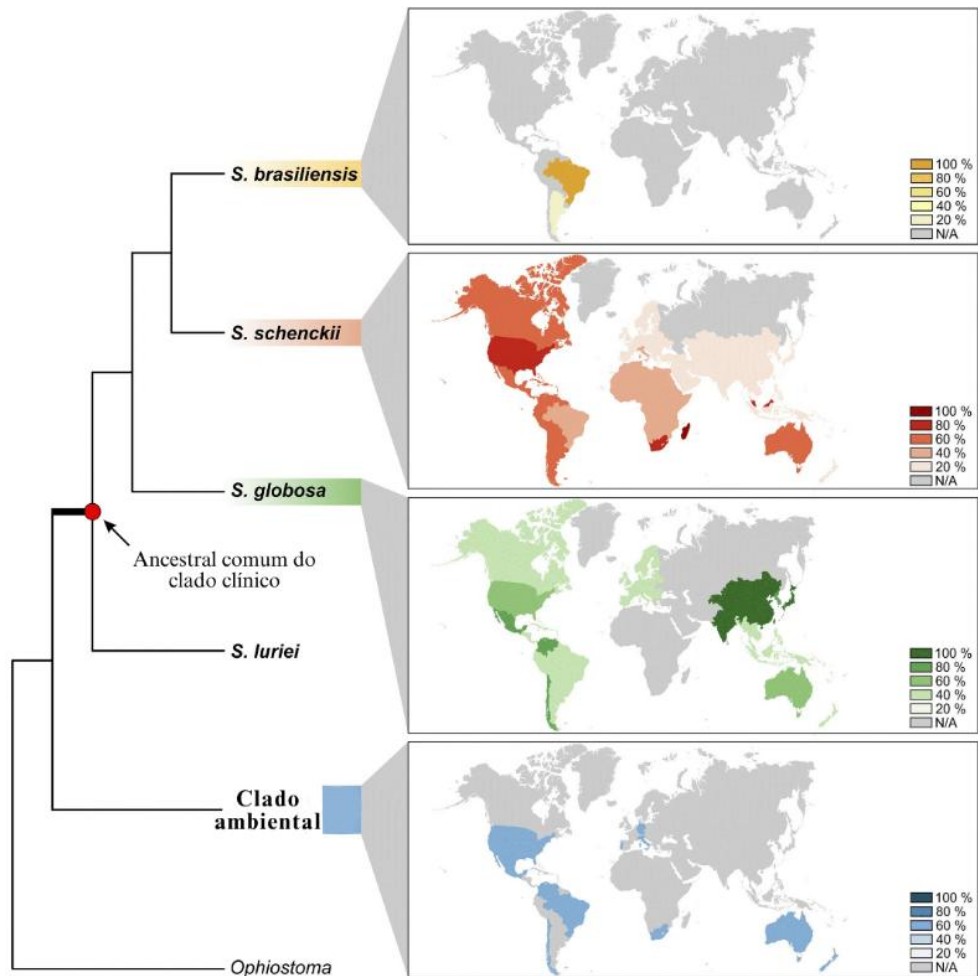 S. brasiliensis
100 %
80 %
60 %
40 %
20 %
N/A
S. schenckii
100 %
80 %
60 %
40 %
20 %
N/A
S. globosa
Ancestral comum do
clado clínico
100 %
80 %
60 %
40 %
20 %
N/A
S. luriei
Clado
ambiental
100 %
80 %
60 %
40 %
20 %
N/A
Ophiostoma